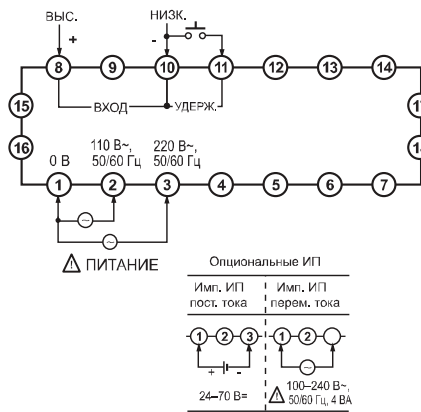 ВЫС.
НИЗК.
+
-
8 9 10 11 12 13 14
ВХОД
УДЕРЖ.
15
16
0 В
110 В~,
50/60 Гц
220 В~,
50/60 Гц
1 2 3 4 5 6 7
ПИТАНИЕ
Опциональные ИП
Имп. ИП
пост. тока
Имп. ИП
перем. тока
1 2 3
1 2
+ -
24–70 В=
100–240 В~,
50/60 Гц, 4 ВА